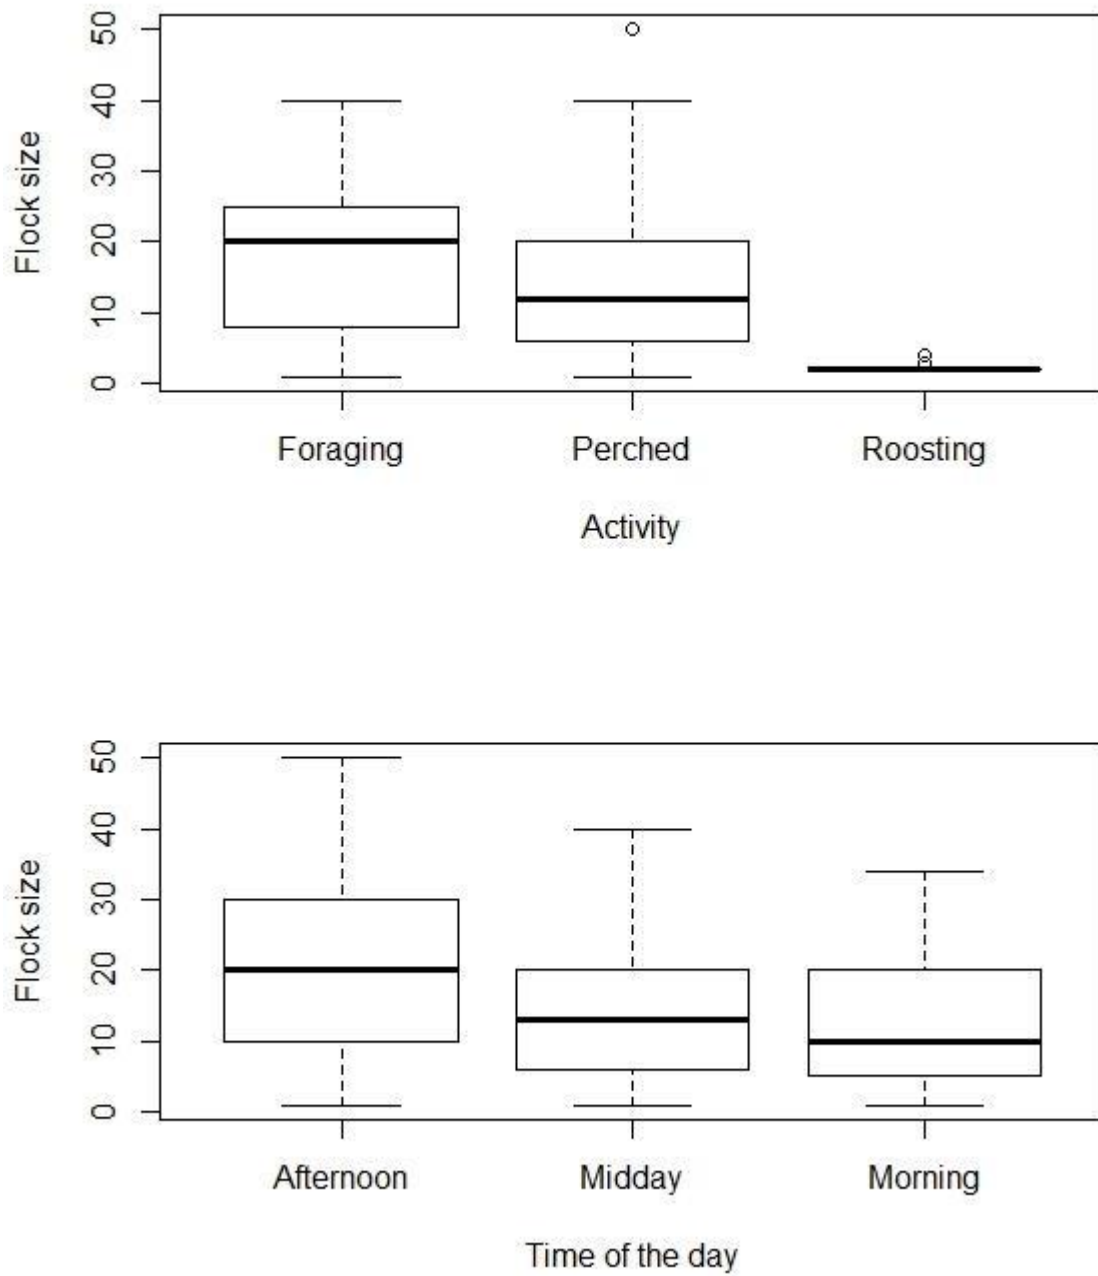 50
40
30
20
10
0
Flock size
Foraging Perched Roosting
Activity
50
40
30
20
10
0
Flock size
Afternoon Midday Morning
Time of the day